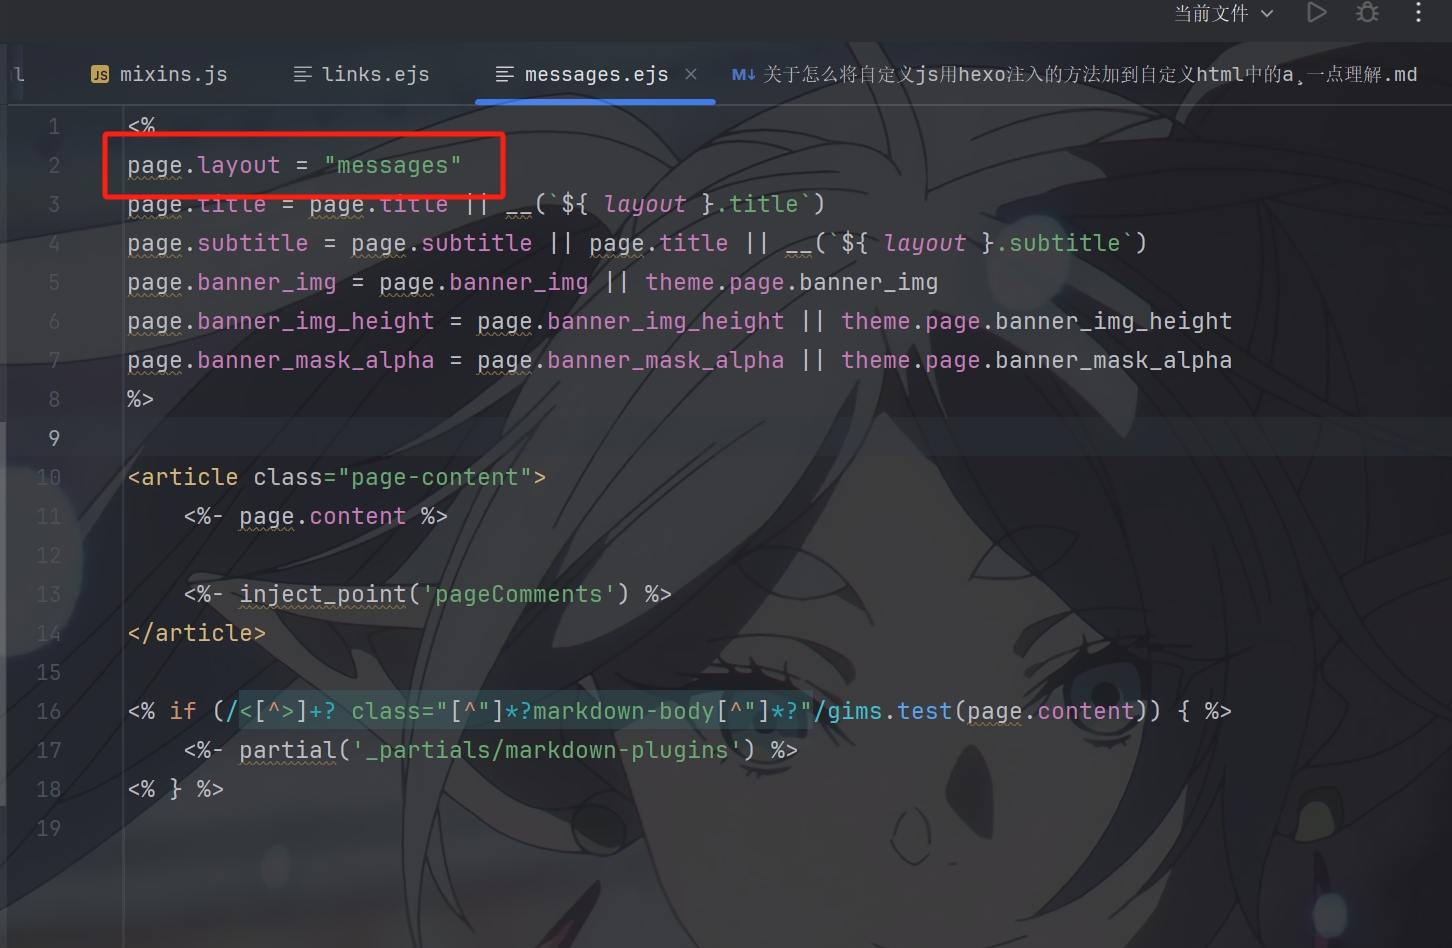 当前文件
mixins.js
links.ejs
messages.ejs
关于怎么将自定义js用hexo注入的方法加到自定义html中的a,一点理解.md
1 <%
2 page.layout = "messages"
3 page.title = page.title || __(`${ layout }.title`)
4 page.subtitle = page.subtitle || page.title || __(`${ layout }.subtitle`)
5 page.banner_img = page.banner_img || theme.page.banner_img
6 page.banner_img_height = page.banner_img_height || theme.page.banner_img_height
7 page.banner_mask_alpha = page.banner_mask_alpha || theme.page.banner_mask_alpha
8 %>
9
10 <article class="page-content">
11 <%- page.content %>
12
13 <%- inject_point('pageComments') %>
14 </article>
15
16 <% if (/<[^>]+? class="[^"]*?markdown-body[^"]*?"/gims.test(page.content)) { %>
17 <%- partial('_partials/markdown-plugins') %>
18 <% } %>
19